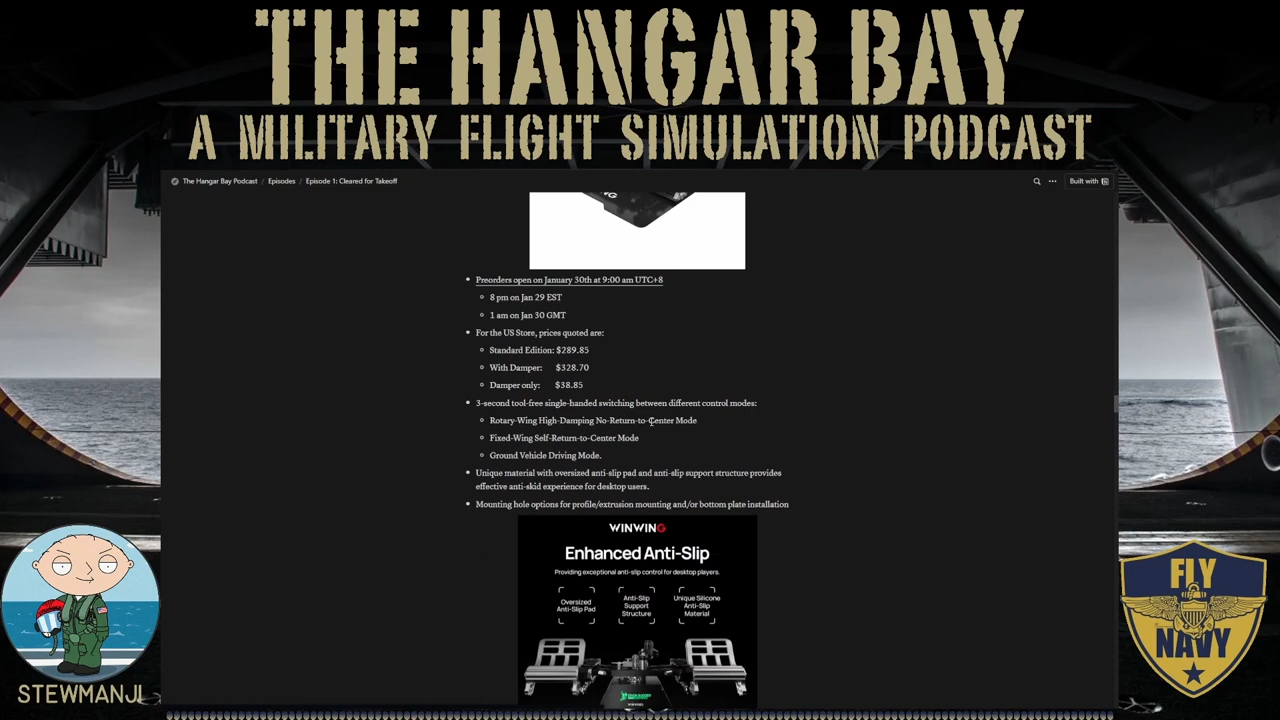 THE HANGAR BAY
A MILITARY FLIGHT SIMULATION PODCAST
The Hangar Bay Podcast / Episodes / Episode 1: Cleared for Takeoff
Built with
Preorders open on January 30th at 9:00 am UTC+8
8 pm on Jan 29 EST
1 am on Jan 30 GMT
For the US Store, prices quoted are:
Standard Edition: $289.85
With Damper: $328.70
Damper only: $38.85
3-second tool-free single-handed switching between different control modes:
Rotary-Wing High-Damping No-Return-to-Center Mode
Fixed-Wing Self-Return-to-Center Mode
Ground Vehicle Driving Mode.
Unique material with oversized anti-slip pad and anti-slip support structure provides
effective anti-skid experience for desktop users.
Mounting hole options for profile/extrusion mounting and/or bottom plate installation
WINWING
Enhanced Anti-Slip
Providing exceptional anti-slip control for desktop players.
Oversized
Anti-Slip Pad
Anti-Slip
Support
Structure
Unique Silicone
Anti-Slip
Material
STEWMANJI
FLY
NAVY